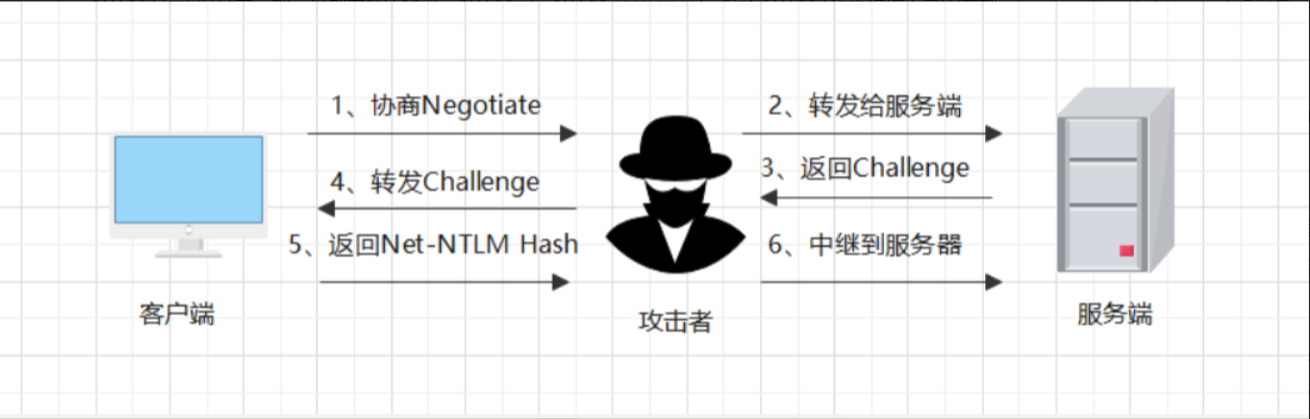 1、协商Negotiate
2、转发给服务端
3、返回Challenge
4、转发Challenge
5、返回Net-NTLM Hash
6、中继到服务器
客户端
攻击者
服务端